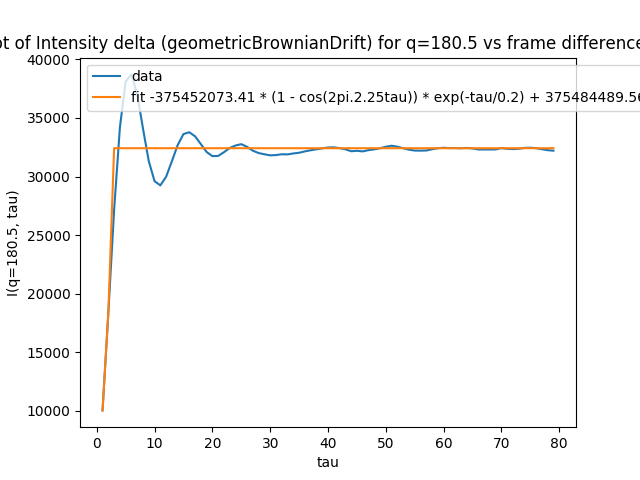 ot of Intensity delta (geometricBrownianDrift) for q=180.5 vs frame difference
data
fit -375452073.41 * (1 - cos(2pi.2.25tau)) * exp(-tau/0.2) + 375484489.56
40000
35000
30000
25000
20000
15000
10000
I(q=180.5, tau)
0 10 20 30 40 50 60 70 80
tau